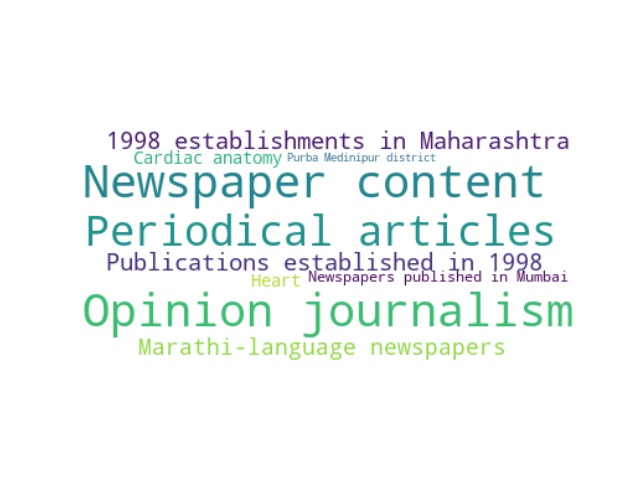 1998 establishments in Maharashtra
Cardiac anatomy
Purba Medinipur district
Newspaper content
Periodical articles
Publications established in 1998
Heart
Newspapers published in Mumbai
Opinion journalism
Marathi-language newspapers